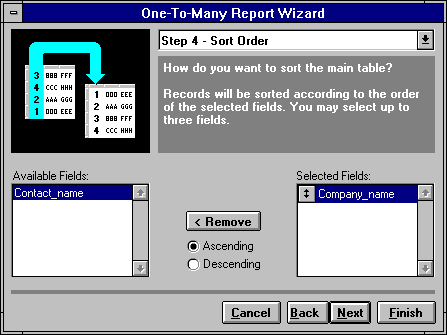 One-To-Many Report Wizard
Step 4 - Sort Order
3 BBB FFF
4 CCC HHH
2 AAA GGG
1 DDD EEE
1 DDD EEE
2 AAA GGG
3 BBB FFF
4 CCC HHH
How do you want to sort the main table?
Records will be sorted according to the order
of the selected fields. You may select up to
three fields.
Available Fields:
Contact_name
< Remove
Ascending
Descending
Selected Fields:
Company_name
Cancel
Back
Next
Finish